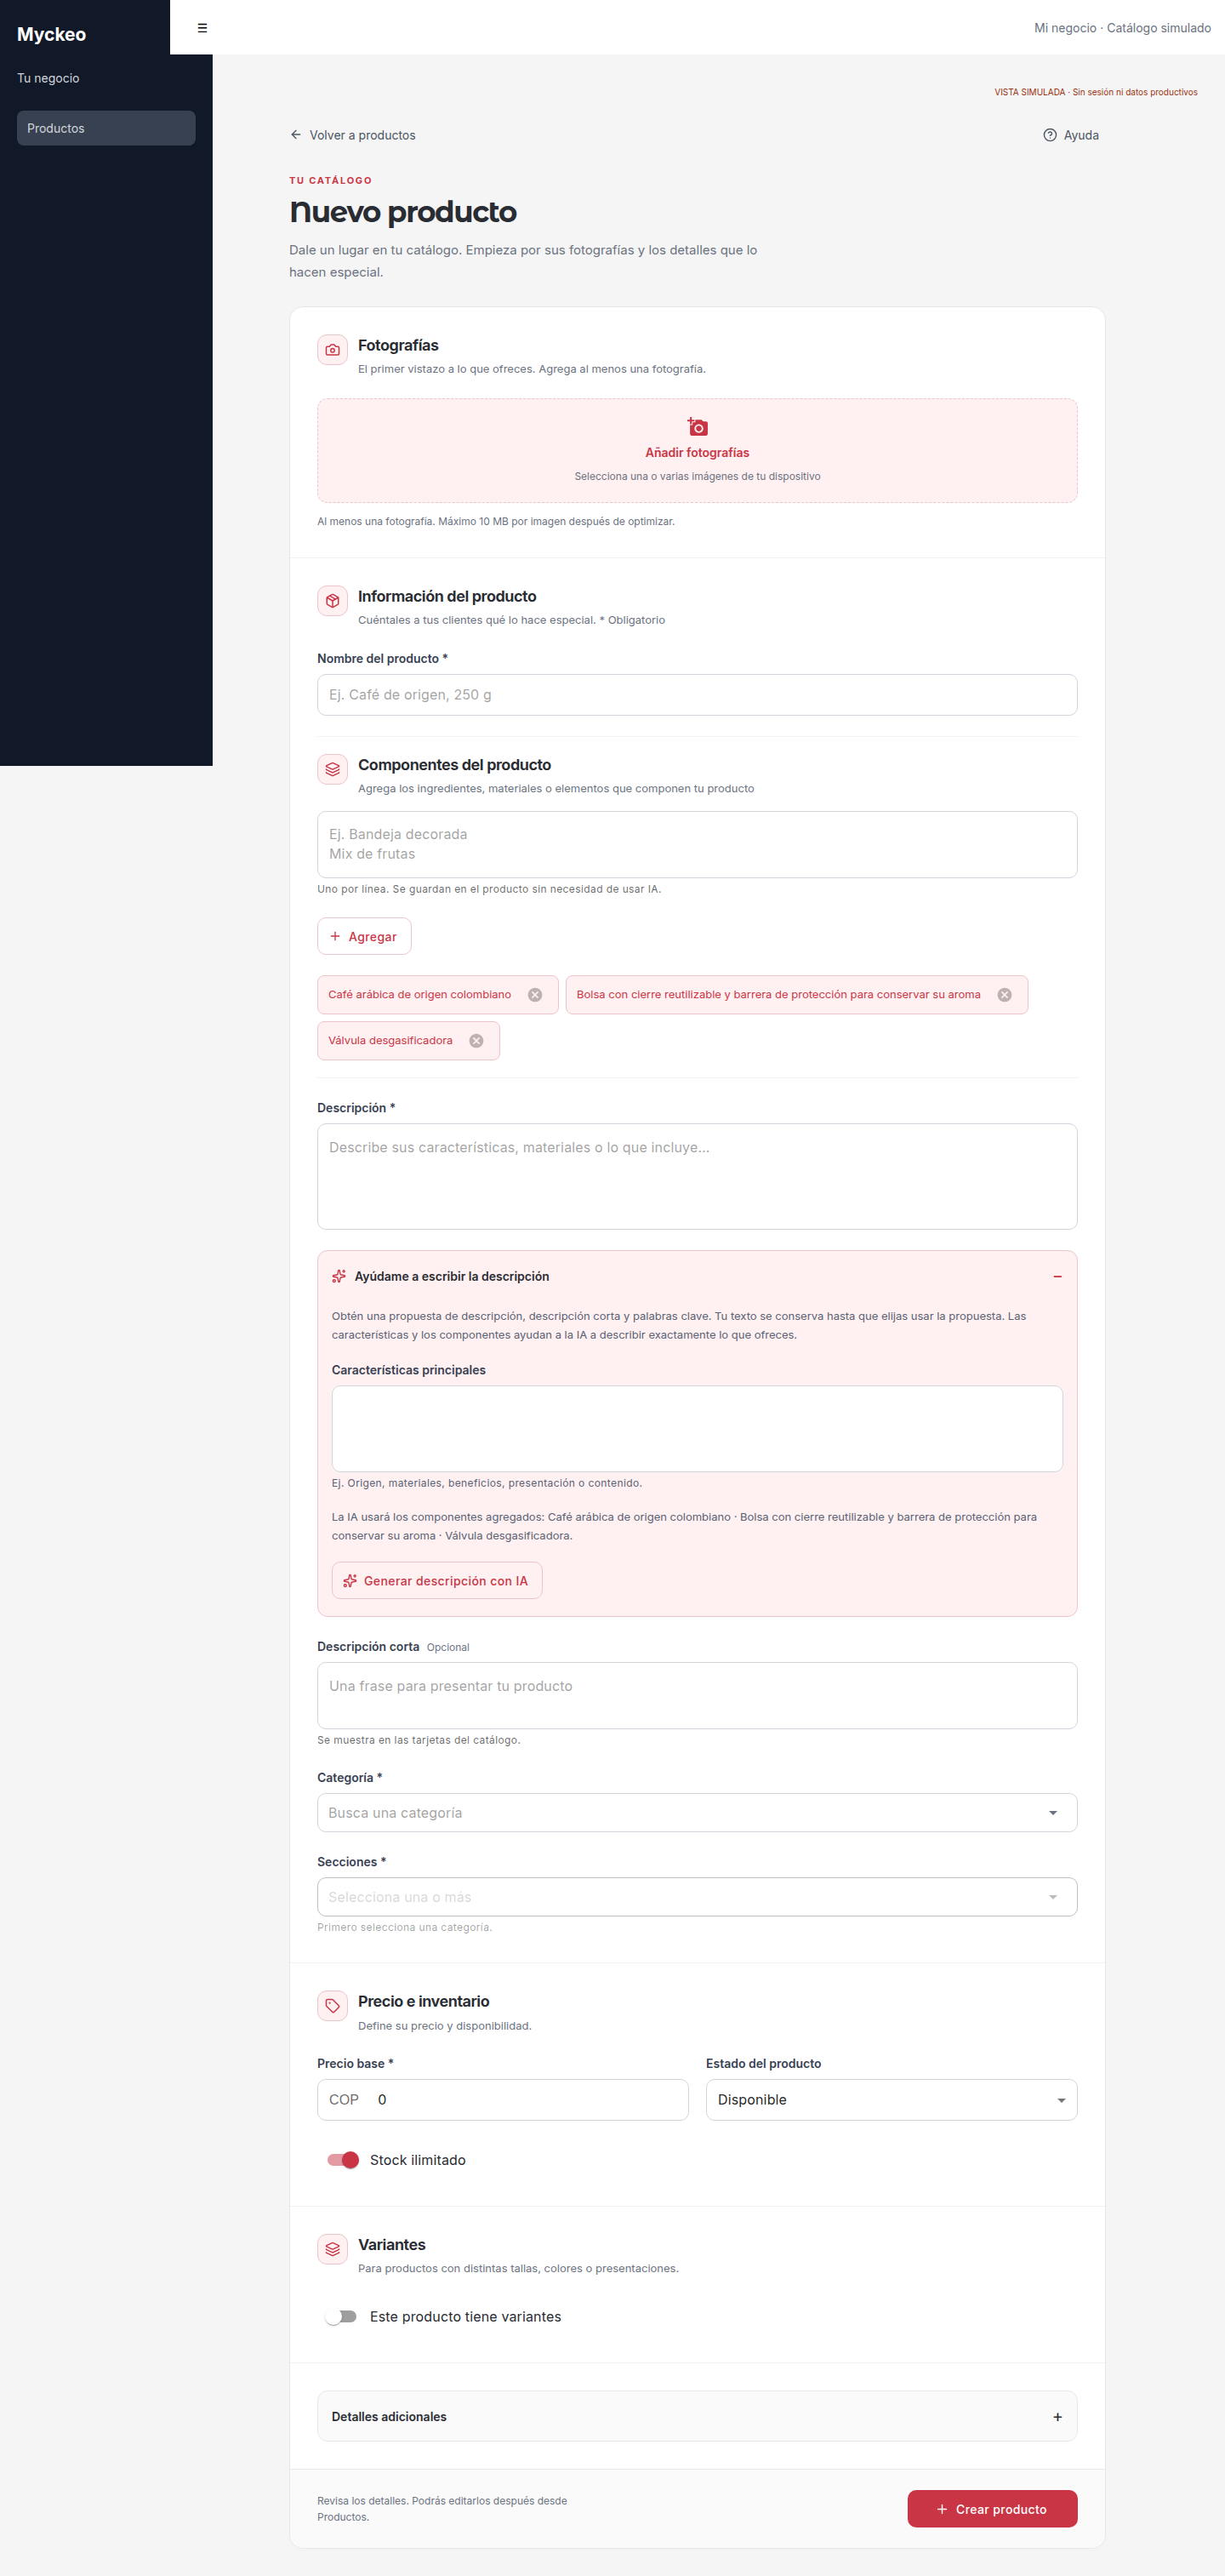 Myckeo
☰
Mi negocio · Catálogo simulado
Tu negocio
Productos
VISTA SIMULADA · Sin sesión ni datos productivos
Volver a productos
Ayuda
TU CATÁLOGO
Nuevo producto
Dale un lugar en tu catálogo. Empieza por sus fotografías y los detalles que lo
hacen especial.
Fotografías
El primer vistazo a lo que ofreces. Agrega al menos una fotografía.
Añadir fotografías
Selecciona una o varias imágenes de tu dispositivo
Al menos una fotografía. Máximo 10 MB por imagen después de optimizar.
Información del producto
Cuéntales a tus clientes qué lo hace especial. * Obligatorio
Nombre del producto *
Ej. Café de origen, 250 g
Componentes del producto
Agrega los ingredientes, materiales o elementos que componen tu producto
Ej. Bandeja decorada
Mix de frutas
Uno por línea. Se guardan en el producto sin necesidad de usar IA.
+ Agregar
Café arábica de origen colombiano
Bolsa con cierre reutilizable y barrera de protección para conservar su aroma
Válvula desgasificadora
Descripción *
Describe sus características, materiales o lo que incluye...
Ayúdame a escribir la descripción −
Obtén una propuesta de descripción, descripción corta y palabras clave. Tu texto se conserva hasta que elijas usar la propuesta. Las
características y los componentes ayudan a la IA a describir exactamente lo que ofreces.
Características principales
Ej. Origen, materiales, beneficios, presentación o contenido.
La IA usará los componentes agregados: Café arábica de origen colombiano · Bolsa con cierre reutilizable y barrera de protección para
conservar su aroma · Válvula desgasificadora.
Generar descripción con IA
Descripción corta Opcional
Una frase para presentar tu producto
Se muestra en las tarjetas del catálogo.
Categoría *
Busca una categoría
Secciones *
Selecciona una o más
Primero selecciona una categoría.
Precio e inventario
Define su precio y disponibilidad.
Precio base *
COP 0
Estado del producto
Disponible
Stock ilimitado
Variantes
Para productos con distintas tallas, colores o presentaciones.
Este producto tiene variantes
Detalles adicionales +
Revisa los detalles. Podrás editarlos después desde
Productos.
+ Crear producto